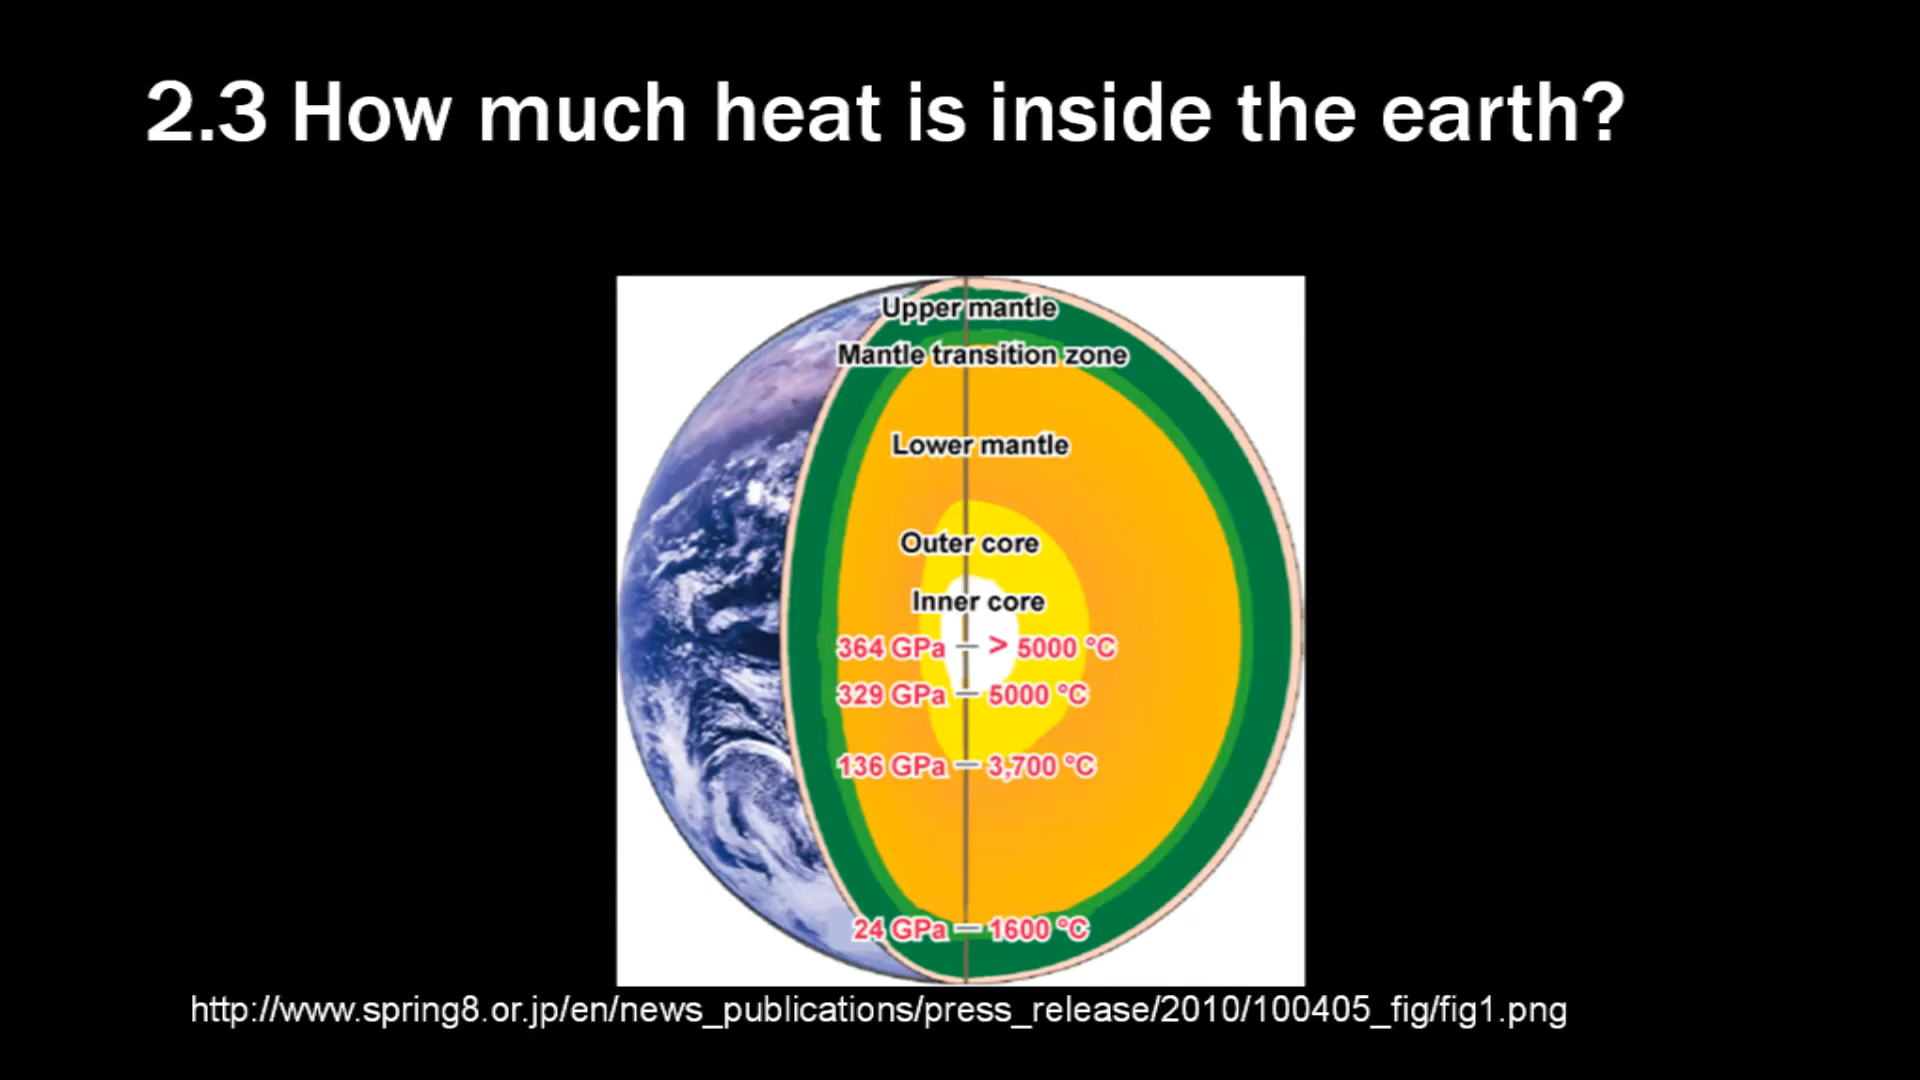 2.3 How much heat is inside the earth?
Upper mantle
Mantle transition zone
Lower mantle
Outer core
Inner core
364 GPa > 5000 °C
329 GPa 5000 °C
136 GPa 3,700 °C
24 GPa 1600 °C
http://www.spring8.or.jp/en/news_publications/press_release/2010/100405_fig/fig1.png